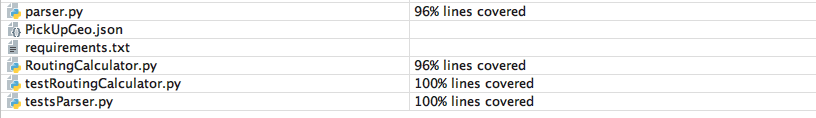 parser.py 96% lines covered
PickUpGeo.json
requirements.txt
RoutingCalculator.py 96% lines covered
testRoutingCalculator.py 100% lines covered
testsParser.py 100% lines covered